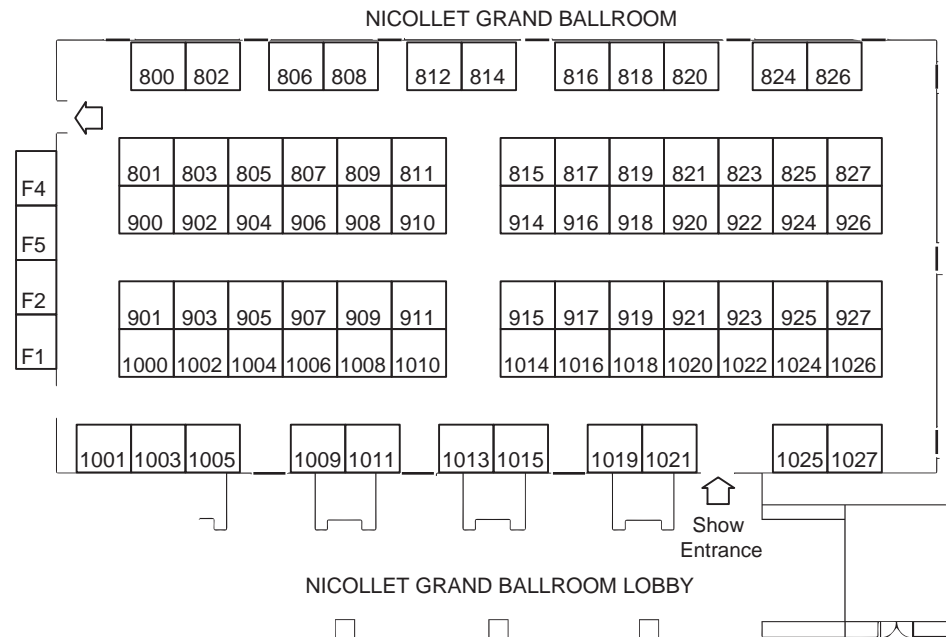 NICOLLET GRAND BALLROOM
800 802 806 808 812 814 816 818 820 824 826
801 803 805 807 809 811 815 817 819 821 823 825 827
F4
900 902 904 906 908 910 914 916 918 920 922 924 926
F5
F2
901 903 905 907 909 911 915 917 919 921 923 925 927
F1
1000 1002 1004 1006 1008 1010 1014 1016 1018 1020 1022 1024 1026
1001 1003 1005 1009 1011 1013 1015 1019 1021 1025 1027
Show
Entrance
NICOLLET GRAND BALLROOM LOBBY